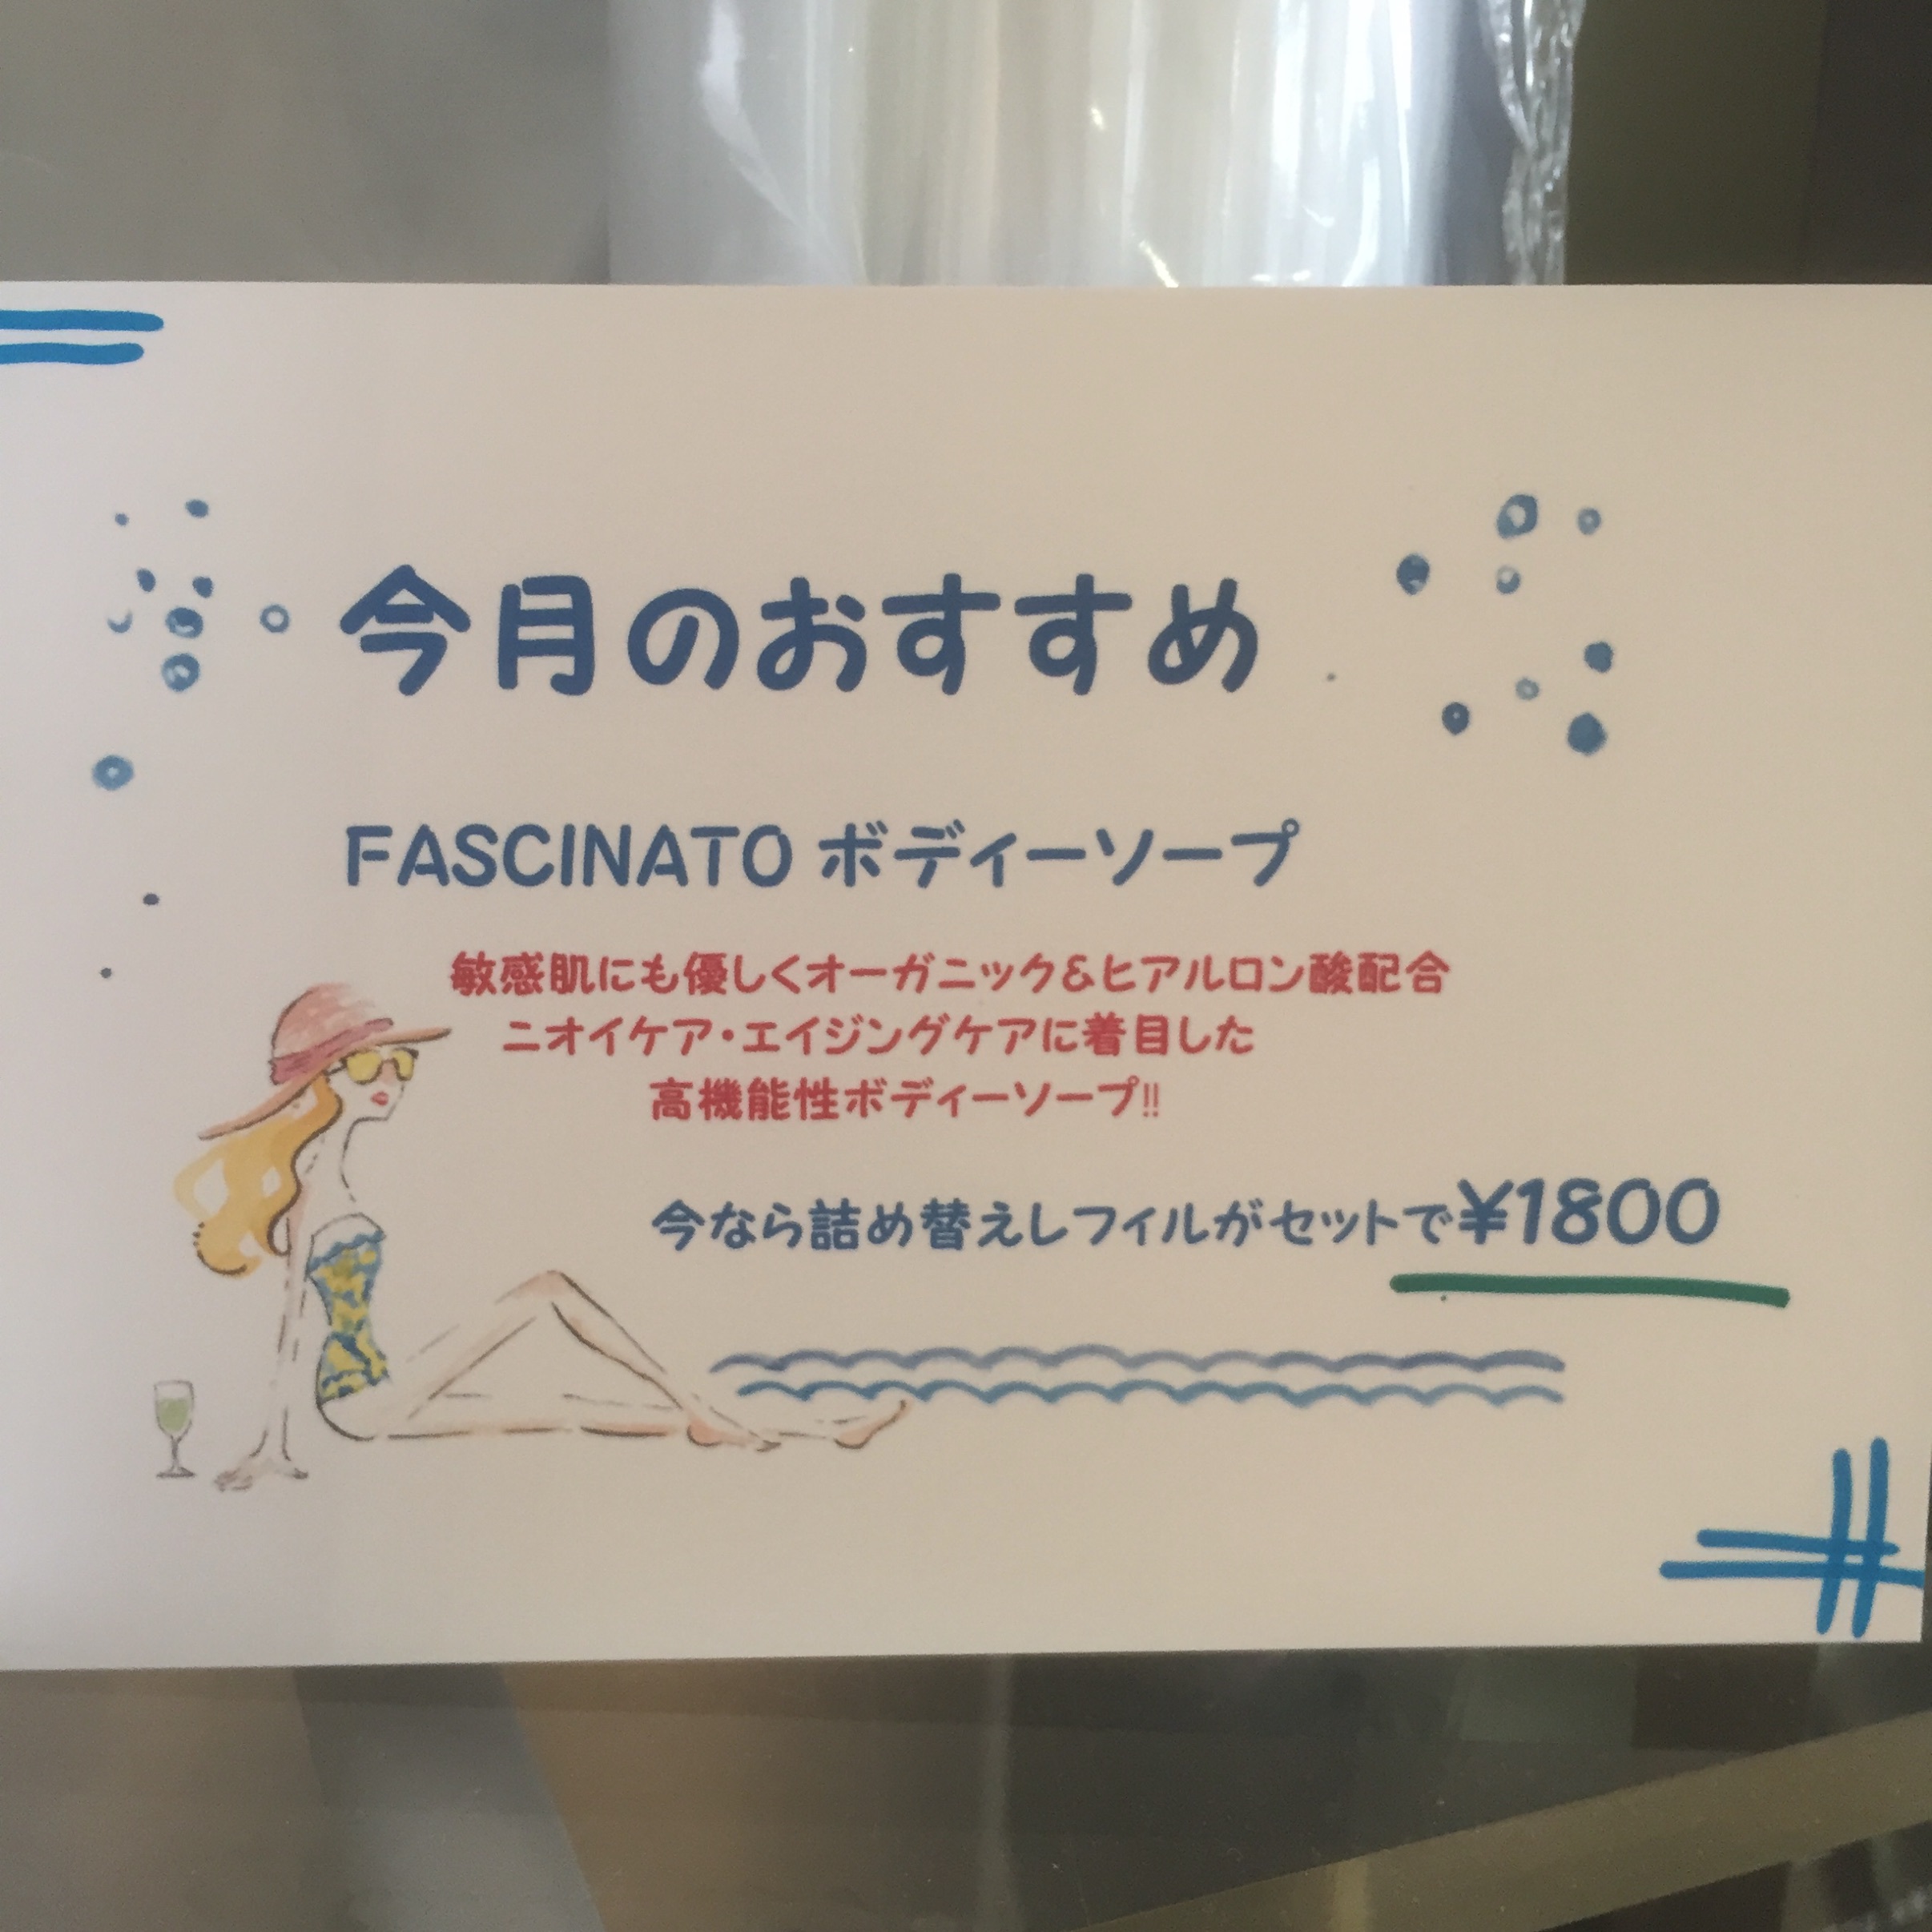 今月のおすすめ
FASCINATO ボディーソープ
敏感肌にも優しくオーガニック&ヒアルロン酸配合
ニオイケア・エイジングケアに着目した
高機能性ボディーソープ!!
今なら詰め替えレフィルがセットで¥1800